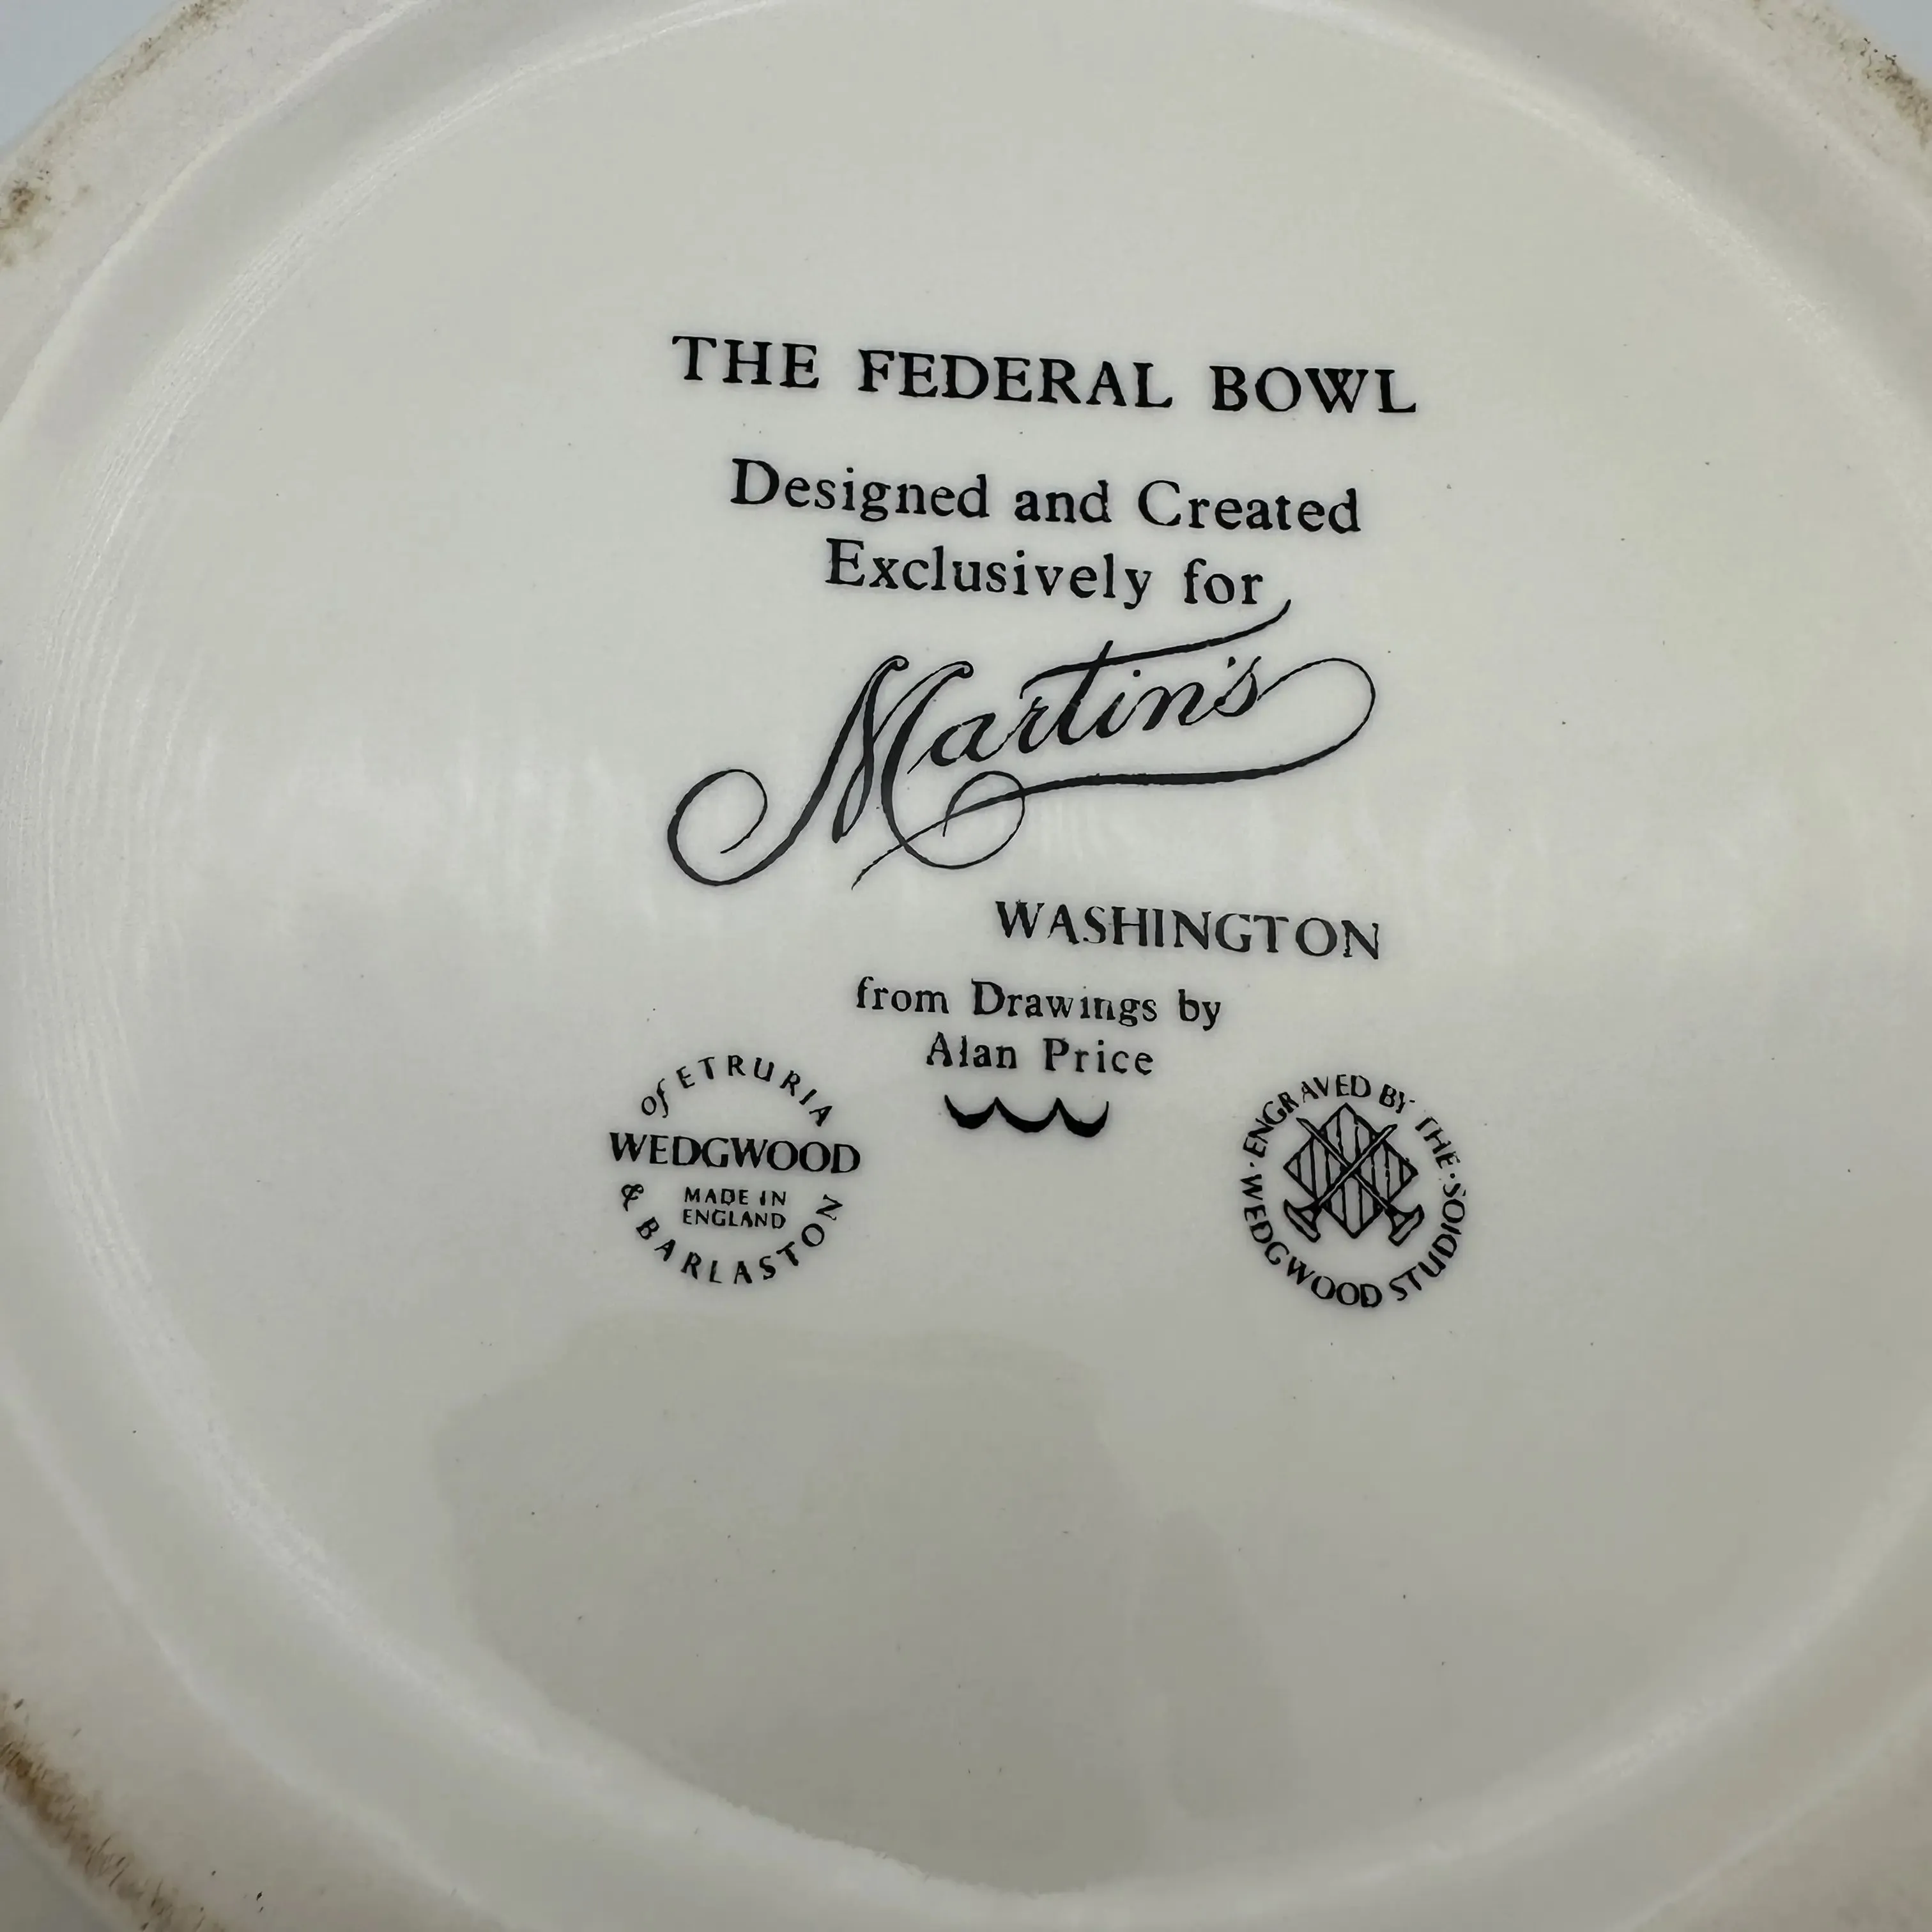 THE FEDERAL BOWL
Designed and Created
Exclusively for
Martin's
WASHINGTON
from Drawings by
Alan Price
of ETRURIA
WEDGWOOD
MADE IN
ENGLAND
& BARLASTON
ENGRAVED BY THE
WEDGWOOD STUDIOS